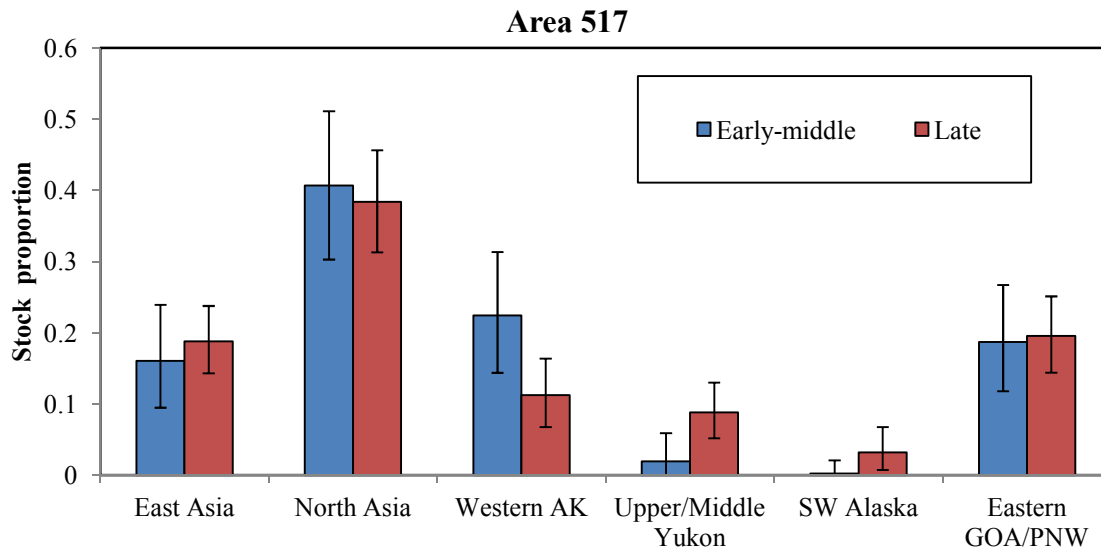 Area 517
0.6
0.5
0.4
0.3
0.2
0.1
0
Stock proportion
Early-middle
Late
East Asia
North Asia
Western AK
Upper/Middle
Yukon
SW Alaska
Eastern
GOA/PNW